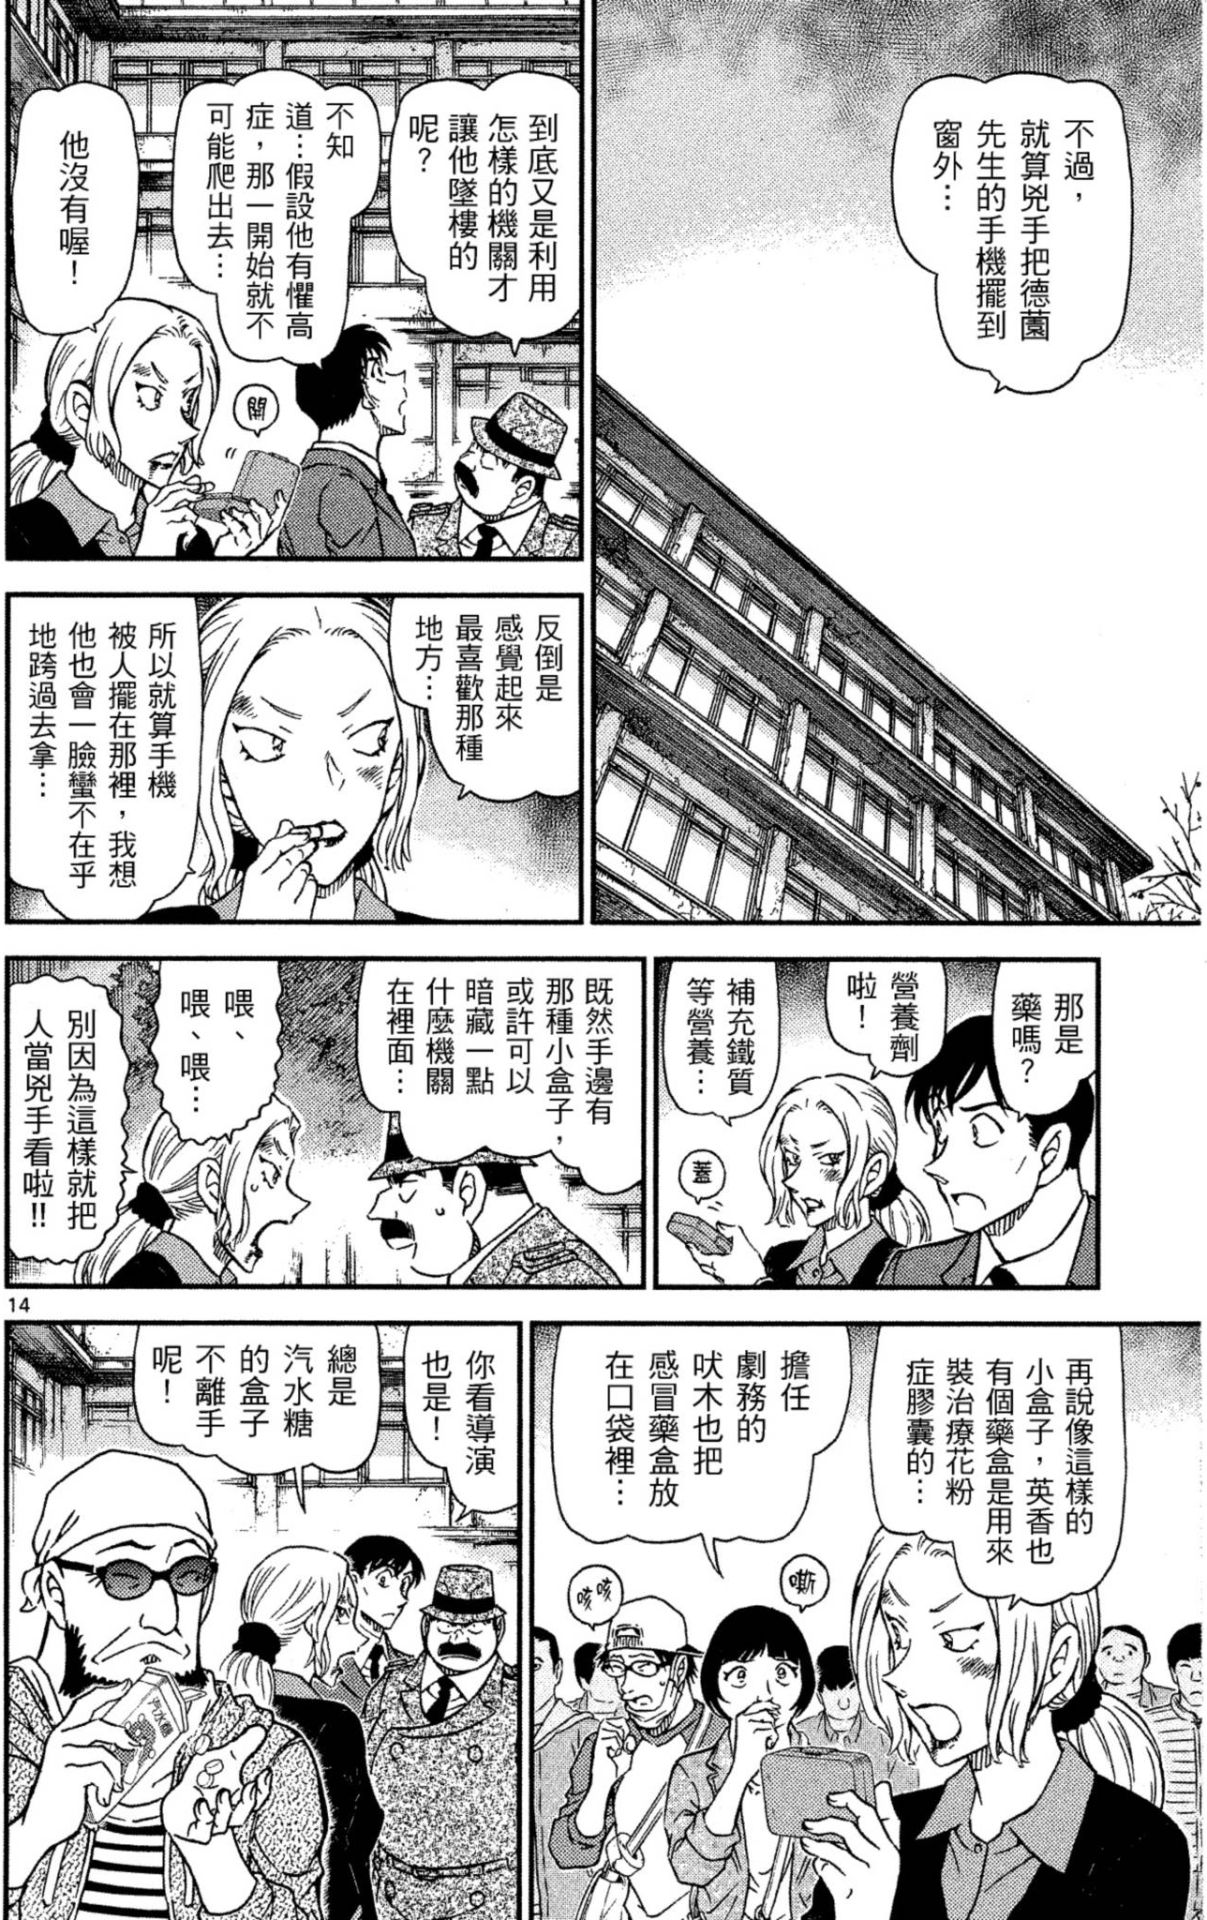 不過，
就算兇手把德薗
先生的手機擺到
窗外…
到底又是利用
怎樣的機關才
讓他墜樓的
呢？
不知
道…假設他有懼高
症，那一開始就不
可能爬出去…
他沒有喔！
開
反倒是
感覺起來
最喜歡那種
地方…
所以就算手機
被人擺在那裡，我想
他也會一臉蠻不在乎
地跨過去拿…
那是
藥嗎？
營養劑
啦！
補充鐵質
等營養…
蓋
既然手邊有
那種小盒子，
或許可以
暗藏一點
什麼機關
在裡面…
喂、
喂、喂…
別因為這樣就把
人當兇手看啦!!
14
再說像這樣的
小盒子，英香也
有個藥盒是用來
裝治療花粉
症膠囊的…
擔任
劇務的
吠木也把
感冒藥盒放
在口袋裡…
嘶
嗲嗲
你看導演
也是！
總是
汽水糖
的盒子
不離手
呢！